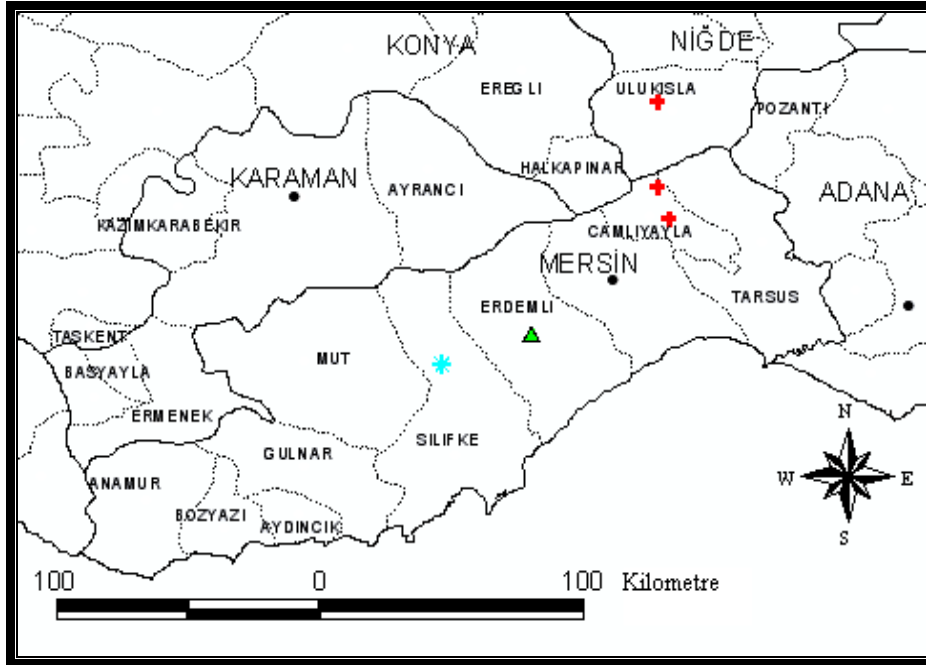 KONYA
NİĞDE
EREGLI
ULUKISLA
POZANTI
HALKAPINAR
KARAMAN
AYRANCI
ADANA
KAZIMKARABEKIR
CAMLIYAYLA
MERSİN
TARSUS
ERDEMLI
TASKENT
MUT
BASYAYLA
ERMENEK
SILIFKE
GULNAR
ANAMUR
BOZYAZI
AYDINCIK
N
W
E
S
100 0 100 Kilometre